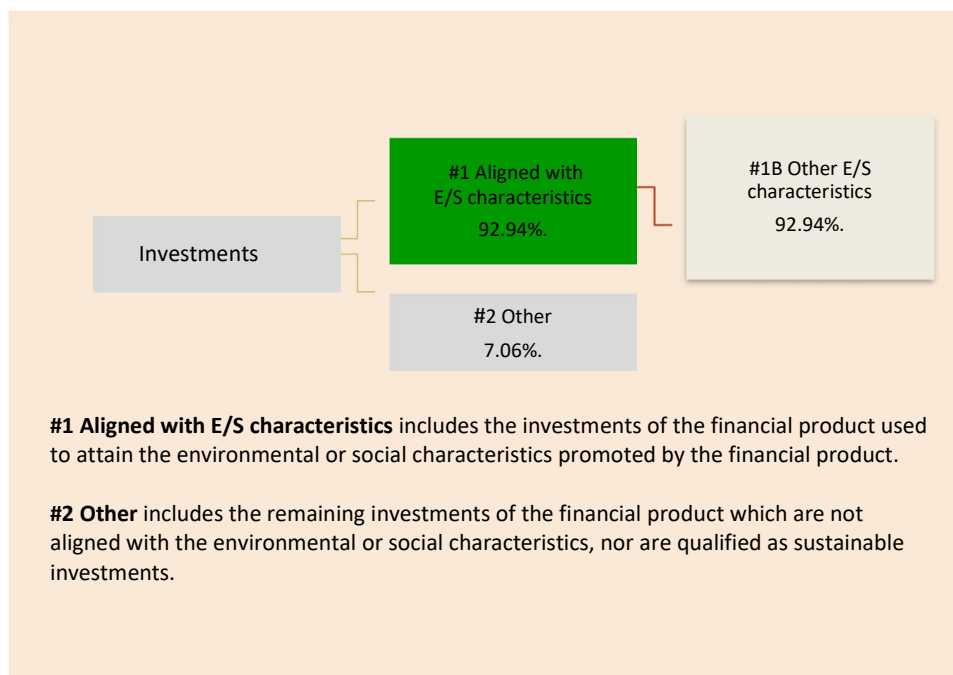 Investments
#1 Aligned with
E/S characteristics
92.94%.
#1B Other E/S
characteristics
92.94%.
#2 Other
7.06%.
#1 Aligned with E/S characteristics includes the investments of the financial product used
to attain the environmental or social characteristics promoted by the financial product.
#2 Other includes the remaining investments of the financial product which are not
aligned with the environmental or social characteristics, nor are qualified as sustainable
investments.